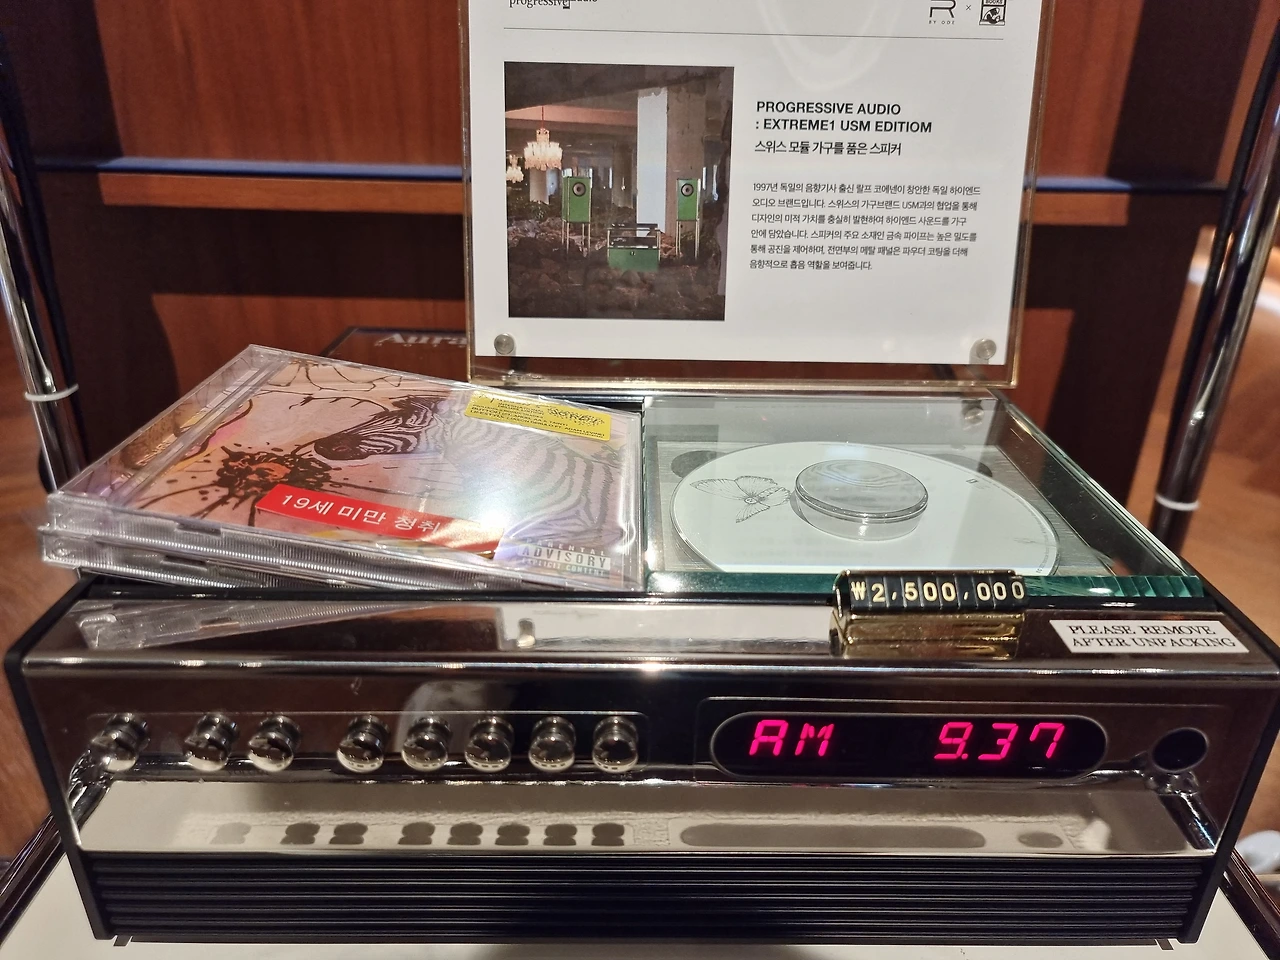 progressive audio
R × BOOKS
BY ODE
PROGRESSIVE AUDIO
: EXTREME1 USM EDITIOM
스위스 모듈 가구를 품은 스피커
1997년 독일의 음향기사 출신 랄프 코에넨이 창안한 독일 하이엔드
오디오 브랜드입니다. 스위스의 가구브랜드 USM과의 협업을 통해
디자인의 미적 가치를 충실히 발현하여 하이엔드 사운드를 가구
안에 담았습니다. 스피커의 주요 소재인 금속 파이프는 높은 밀도를
통해 공진을 제어하며, 전면부의 메탈 패널은 파우더 코팅을 더해
음향적으로 흡음 역할을 보여줍니다.
Aura
19세 미만 청취
ADVISORY
₩2,500,000
PLEASE REMOVE
AFTER UNPACKING
AM 9.37